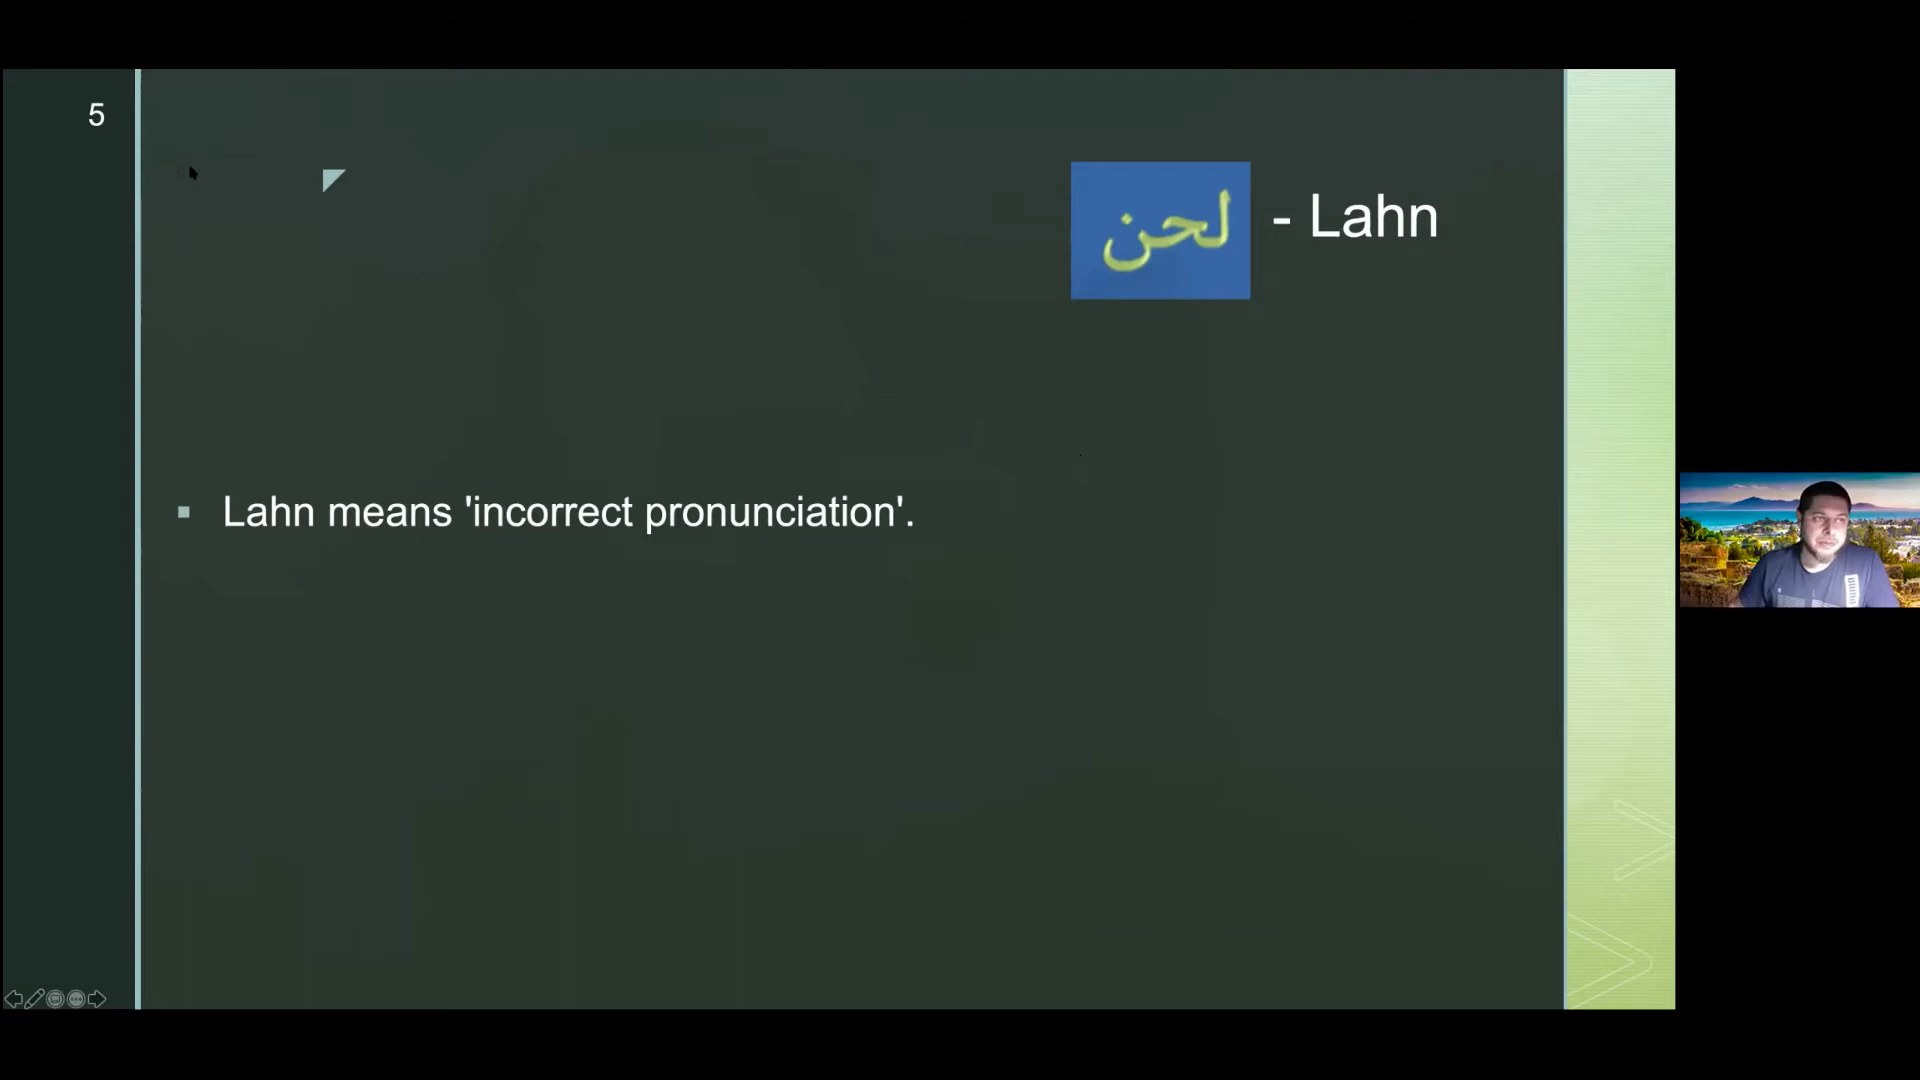 5
لحن - Lahn
Lahn means 'incorrect pronunciation'.